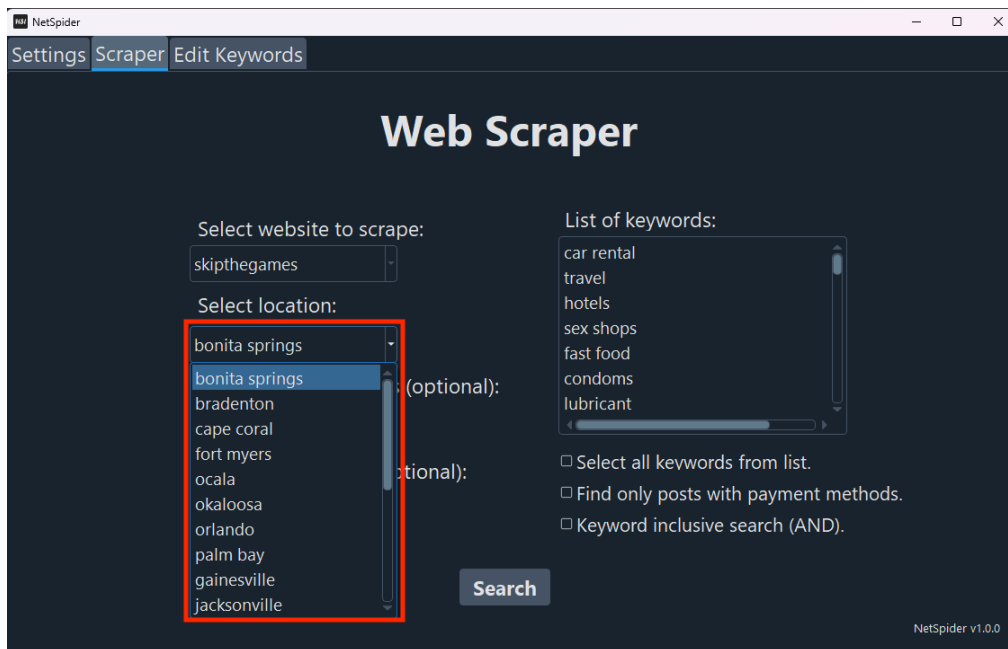 NetSpider
Settings Scraper Edit Keywords
Web Scraper
Select website to scrape:
skipthegames
Select location:
bonita springs
bonita springs
bradenton
cape coral
fort myers
ocala
okaloosa
orlando
palm bay
gainesville
jacksonville
(optional):
List of keywords:
car rental
travel
hotels
sex shops
fast food
condoms
lubricant
Select all keywords from list.
Find only posts with payment methods.
Keyword inclusive search (AND).
Search
NetSpider v1.0.0